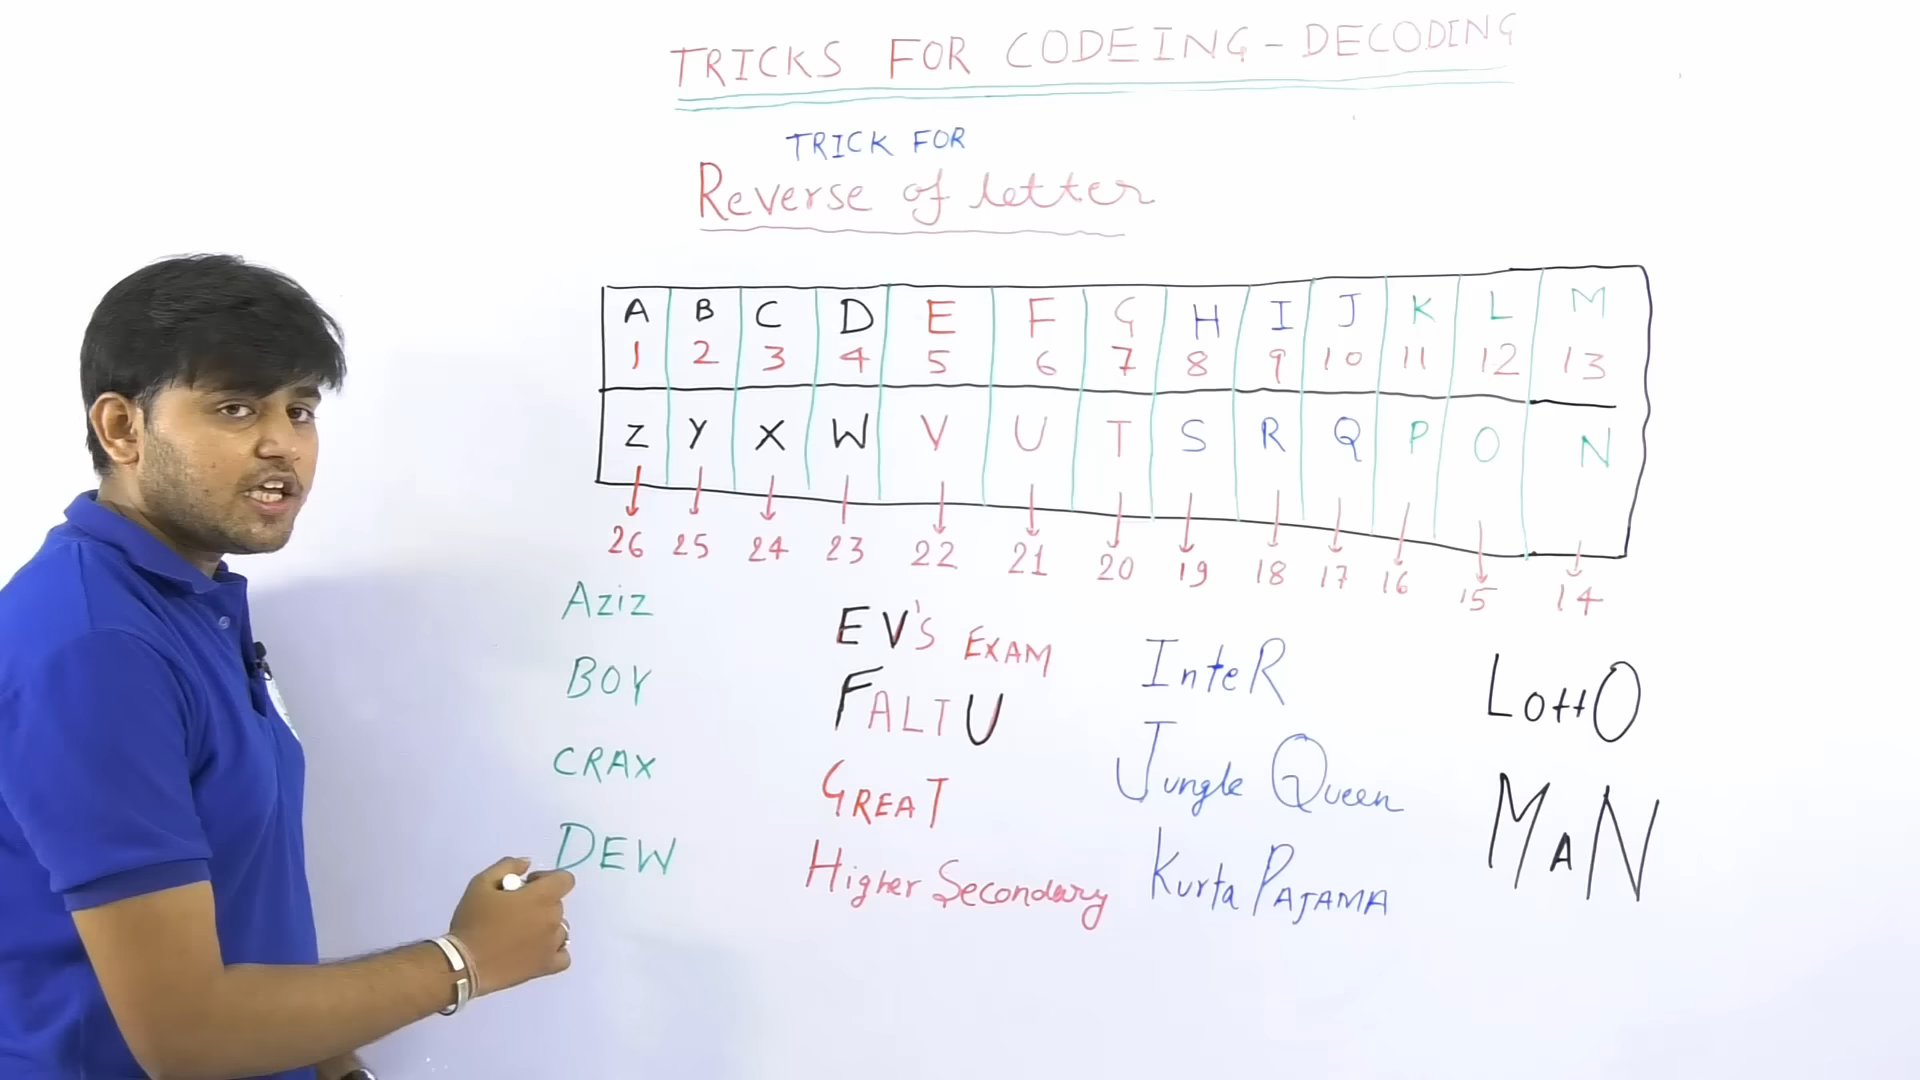 TRICKS FOR CODEING - DECODING
TRICK FOR
Reverse of letter
A B C D E F G H I J K L M
1 2 3 4 5 6 7 8 9 10 11 12 13
Z Y X W V U T S R Q P O N
26 25 24 23 22 21 20 19 18 17 16 15 14
Aziz
BOY
CRAX
DEW
EV'S EXAM
FALTU
GREAT
Higher Secondary
InteR
Jungle Queen
Kurta PAJAMA
LottO
MaN